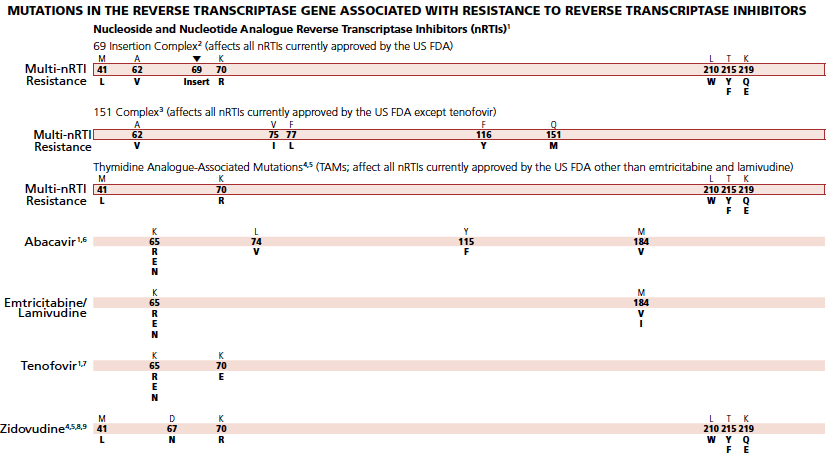 MUTATIONS IN THE REVERSE TRANSCRIPTASE GENE ASSOCIATED WITH RESISTANCE TO REVERSE TRANSCRIPTASE INHIBITORS
Nucleoside and Nucleotide Analogue Reverse Transcriptase Inhibitors (nRTIs)¹
69 Insertion Complex² (affects all nRTIs currently approved by the US FDA)
M A ▼ K L T K
Multi-nRTI 41 62 69 70 210 215 219
Resistance L V Insert R W Y Q
F E
151 Complex³ (affects all nRTIs currently approved by the US FDA except tenofovir)
A V F F Q
Multi-nRTI 62 75 77 116 151
Resistance V I L Y M
Thymidine Analogue-Associated Mutations⁴,⁵ (TAMs; affect all nRTIs currently approved by the US FDA other than emtricitabine and lamivudine)
M K L T K
Multi-nRTI 41 70 210 215 219
Resistance L R W Y Q
F E
K L Y M
Abacavir¹,⁶ 65 74 115 184
R V F V
E
N
K M
Emtricitabine/ 65 184
Lamivudine R V
E I
N
K K
Tenofovir¹,⁷ 65 70
R E
E
N
M D K L T K
Zidovudine⁴,⁵,⁸,⁹ 41 67 70 210 215 219
L N R W Y Q
F E